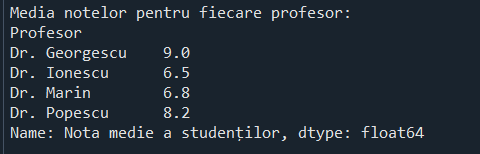 Media notelor pentru fiecare profesor:
Profesor
Dr. Georgescu    9.0
Dr. Ionescu      6.5
Dr. Marin        6.8
Dr. Popescu      8.2
Name: Nota medie a studenților, dtype: float64